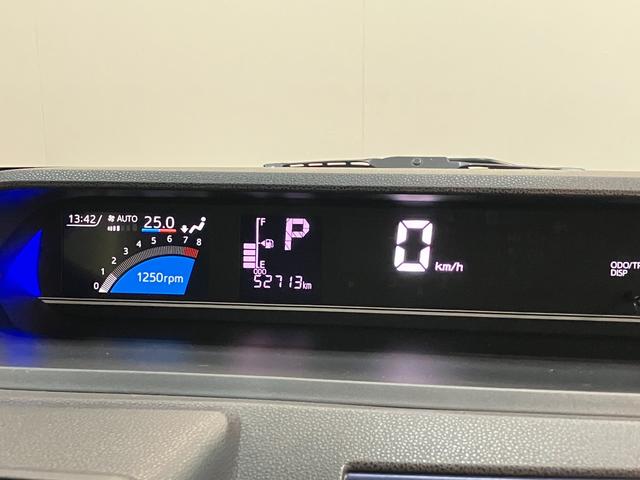 13:42 AUTO 25.0
0 1 2 3 4 5 6 7 8
1250rpm
F
E
P
ODO
52713km
0 km/h
ODO/TR
DISP